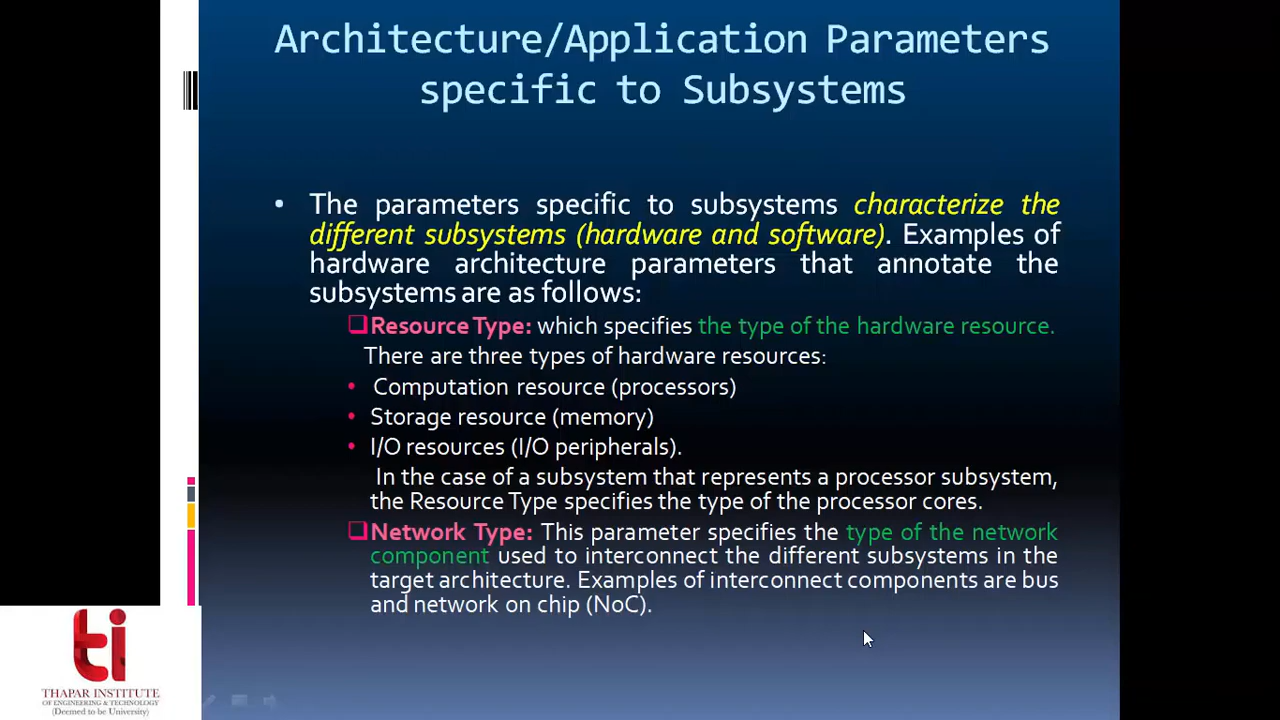 Architecture/Application Parameters
specific to Subsystems
• The parameters specific to subsystems characterize the
different subsystems (hardware and software). Examples of
hardware architecture parameters that annotate the
subsystems are as follows:
❑Resource Type: which specifies the type of the hardware resource.
There are three types of hardware resources:
• Computation resource (processors)
• Storage resource (memory)
• I/O resources (I/O peripherals).
In the case of a subsystem that represents a processor subsystem,
the Resource Type specifies the type of the processor cores.
❑Network Type: This parameter specifies the type of the network
component used to interconnect the different subsystems in the
target architecture. Examples of interconnect components are bus
and network on chip (NoC).
ti
THAPAR INSTITUTE
OF ENGINEERING & TECHNOLOGY
(Deemed to be University)